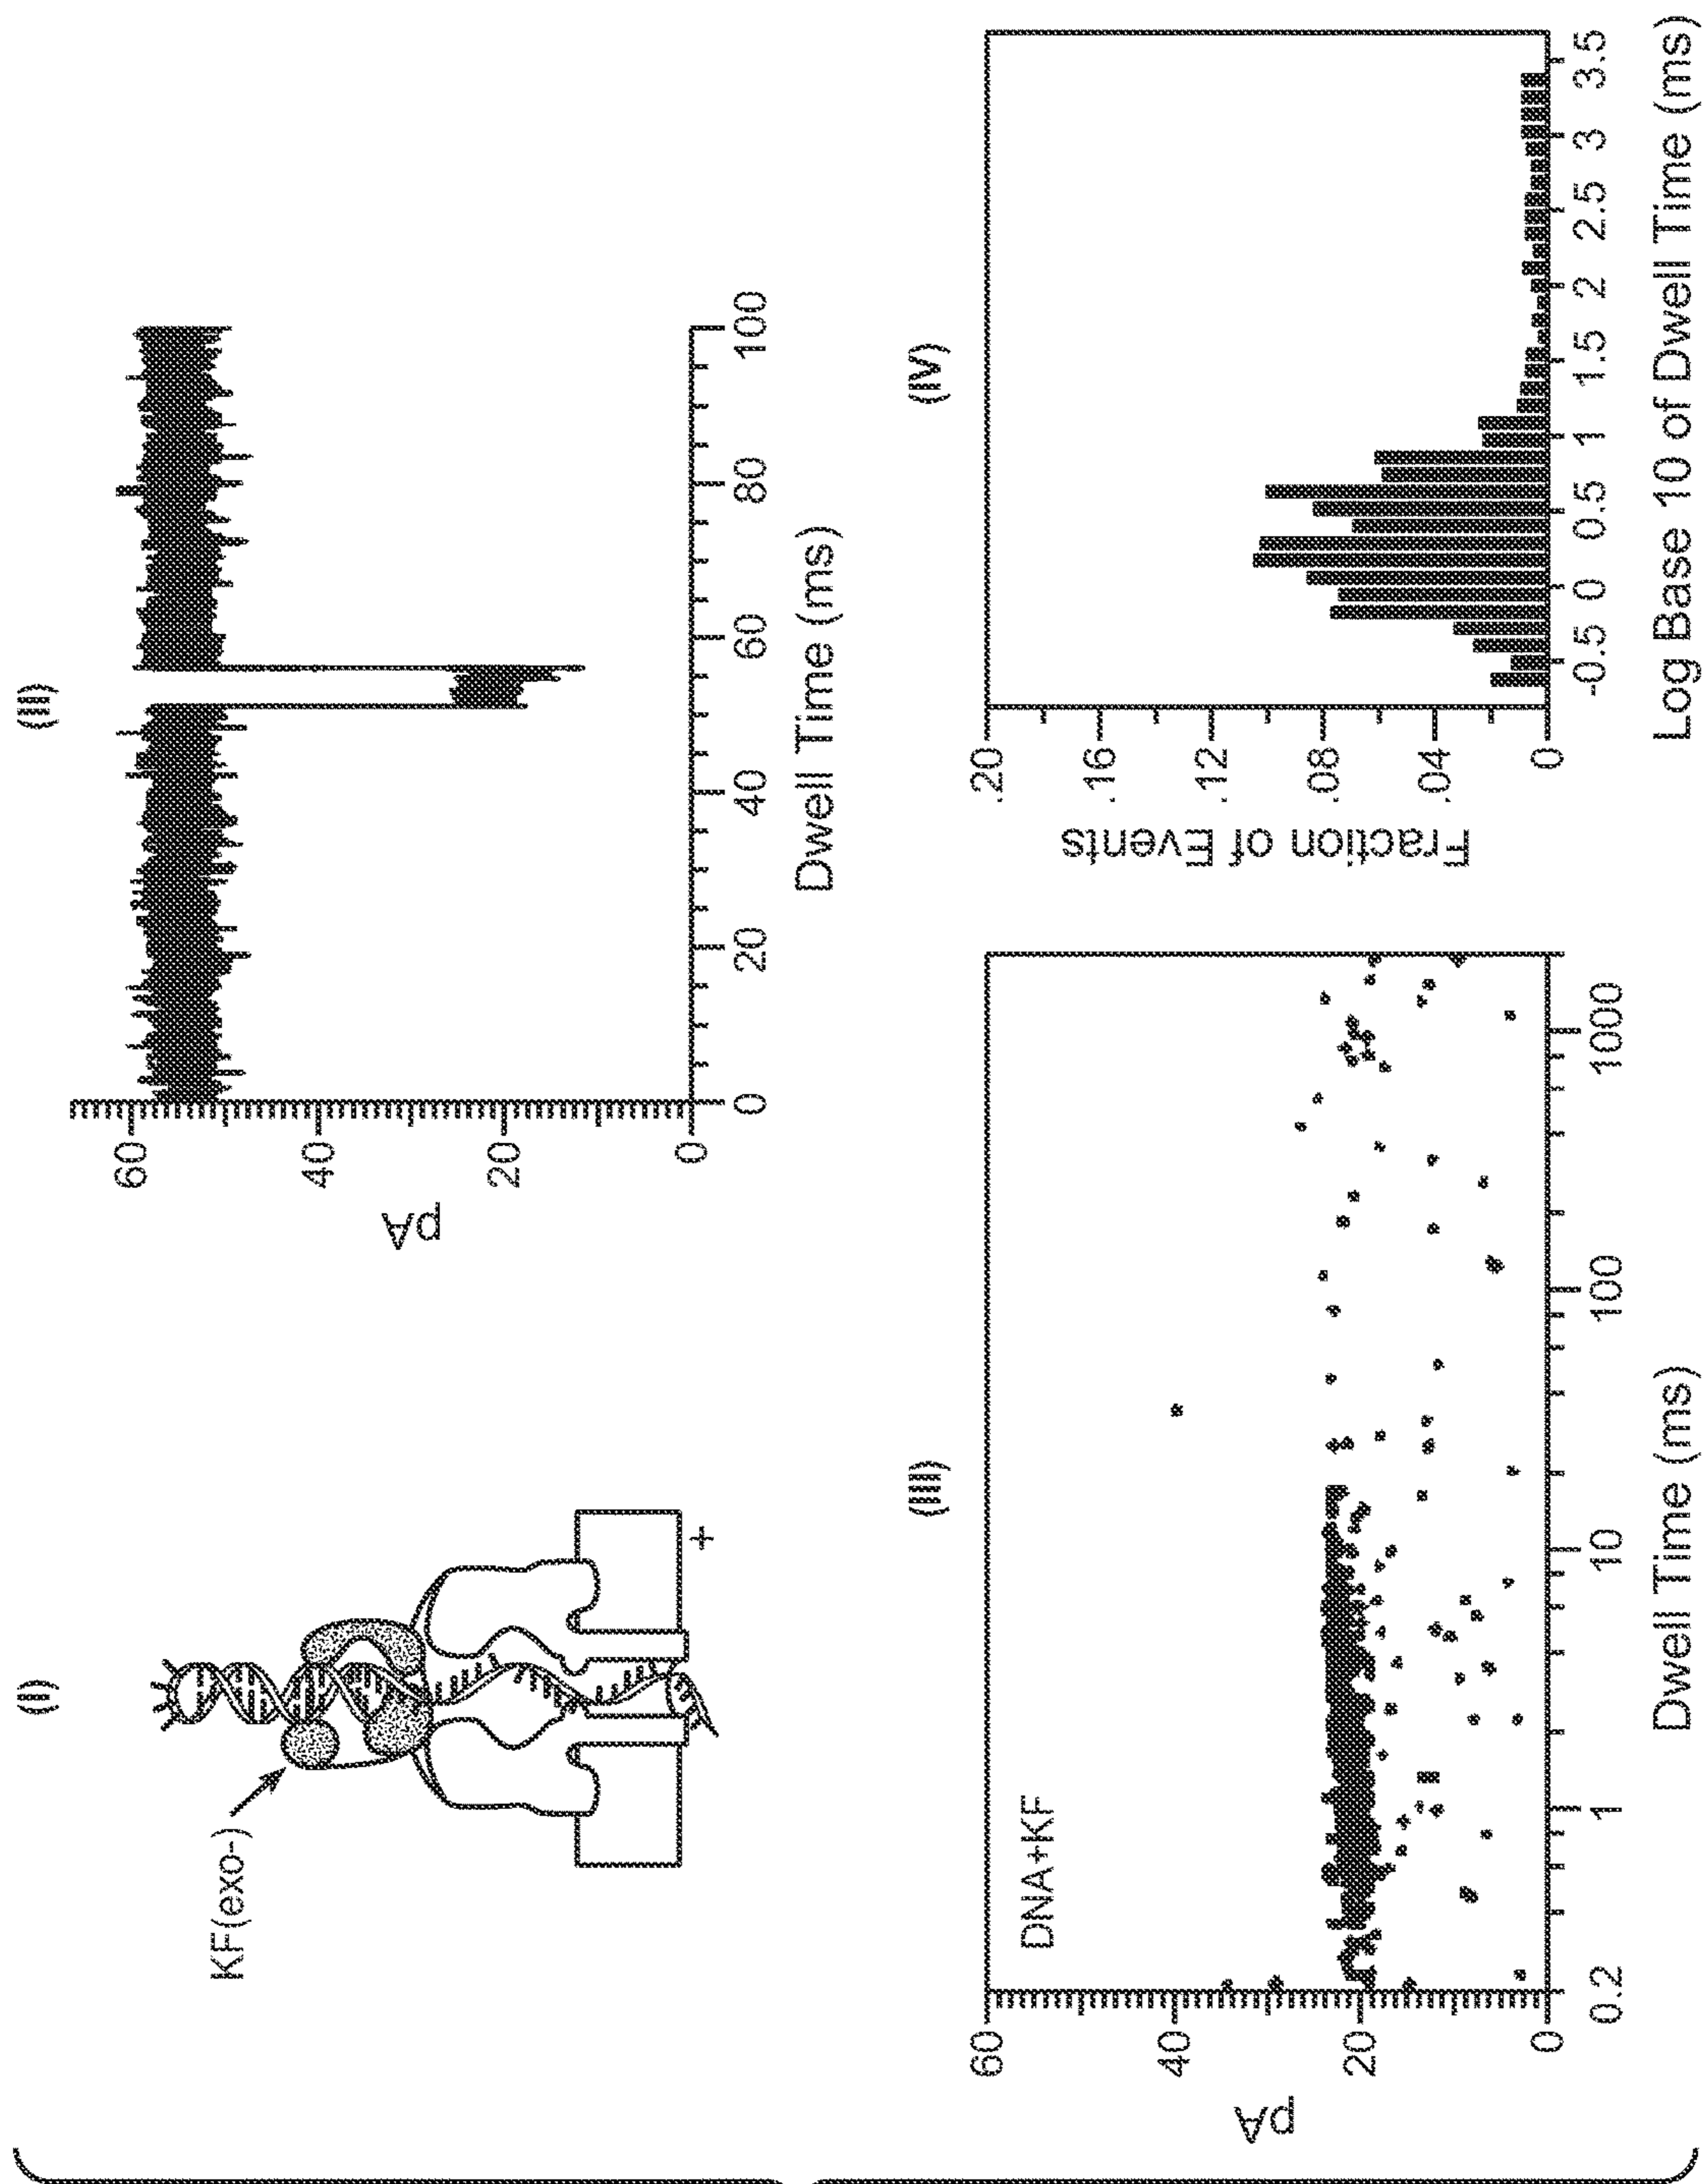 (I)
KF(exo-)
+
(II)
pA
60
40
20
0
0 20 40 60 80 100
Dwell Time (ms)
(III)
DNA+KF
pA
60
40
20
0
0.2 1 10 100 1000
Dwell Time (ms)
(IV)
Fraction of Events
.20
.16
.12
.08
.04
0
-0.5 0 0.5 1 1.5 2 2.5 3 3.5
Log Base 10 of Dwell Time (ms)